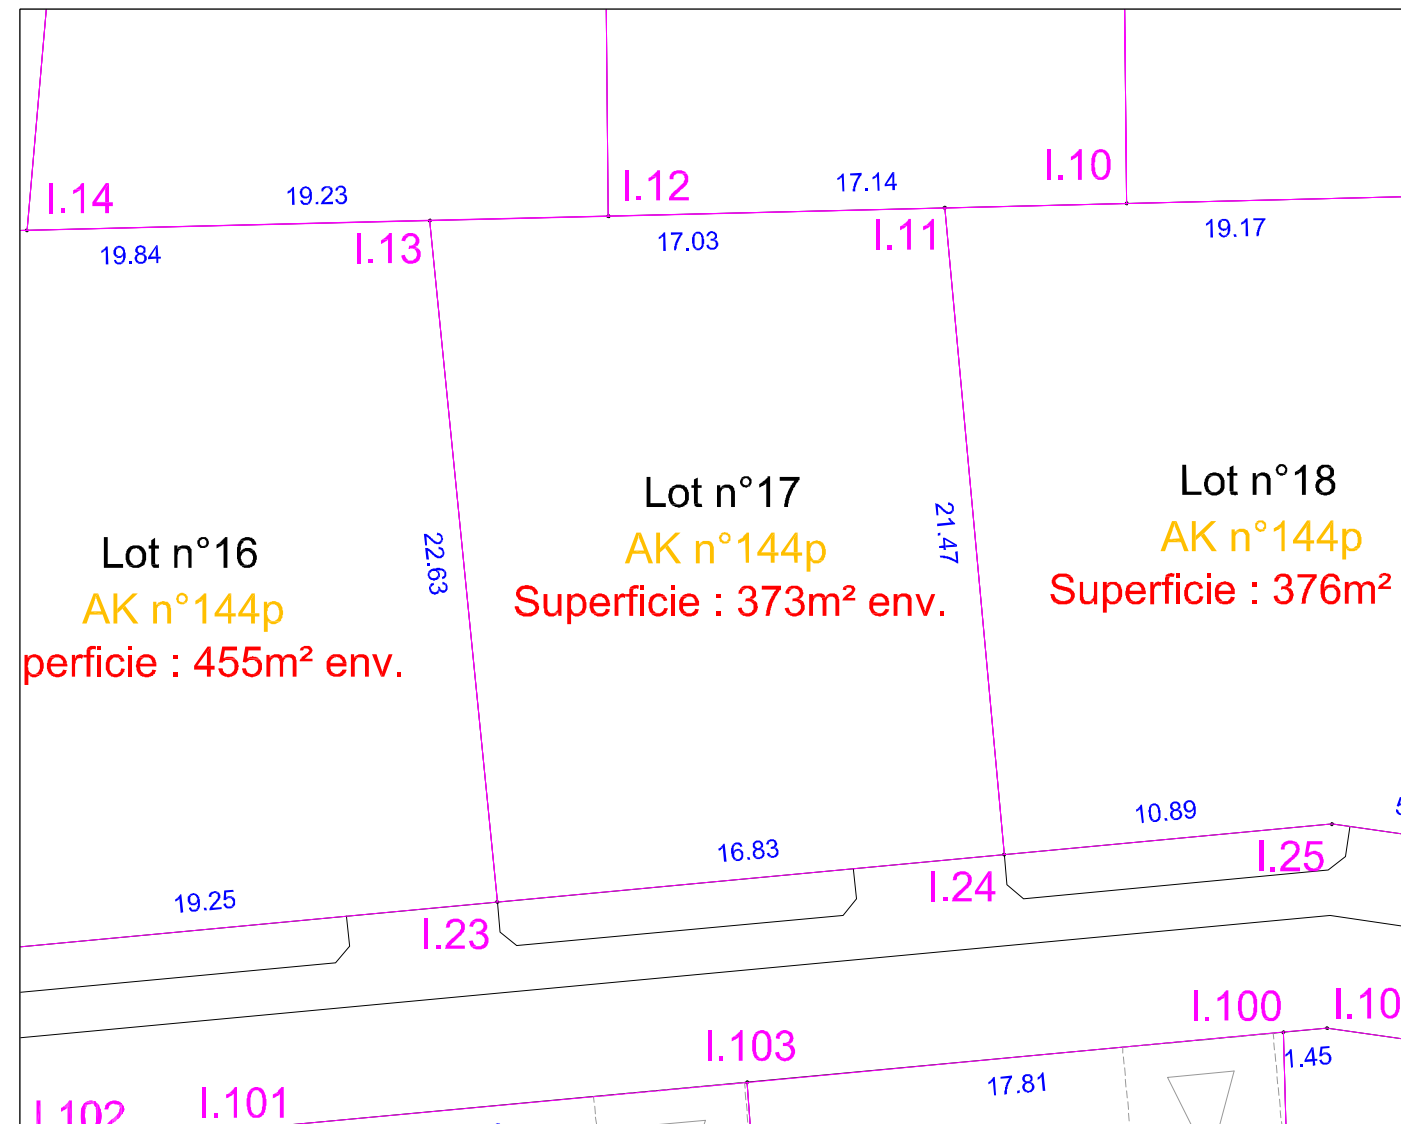 I.14
19.23
I.12
17.14
I.10
19.84
I.13
17.03
I.11
19.17
Lot n°16
AK n°144p
perficie : 455m² env.
22.63
Lot n°17
AK n°144p
Superficie : 373m² env.
21.47
Lot n°18
AK n°144p
Superficie : 376m²
19.25
I.23
16.83
I.24
10.89
I.25
I.103
I.100
I.10
I.102
I.101
17.81
1.45